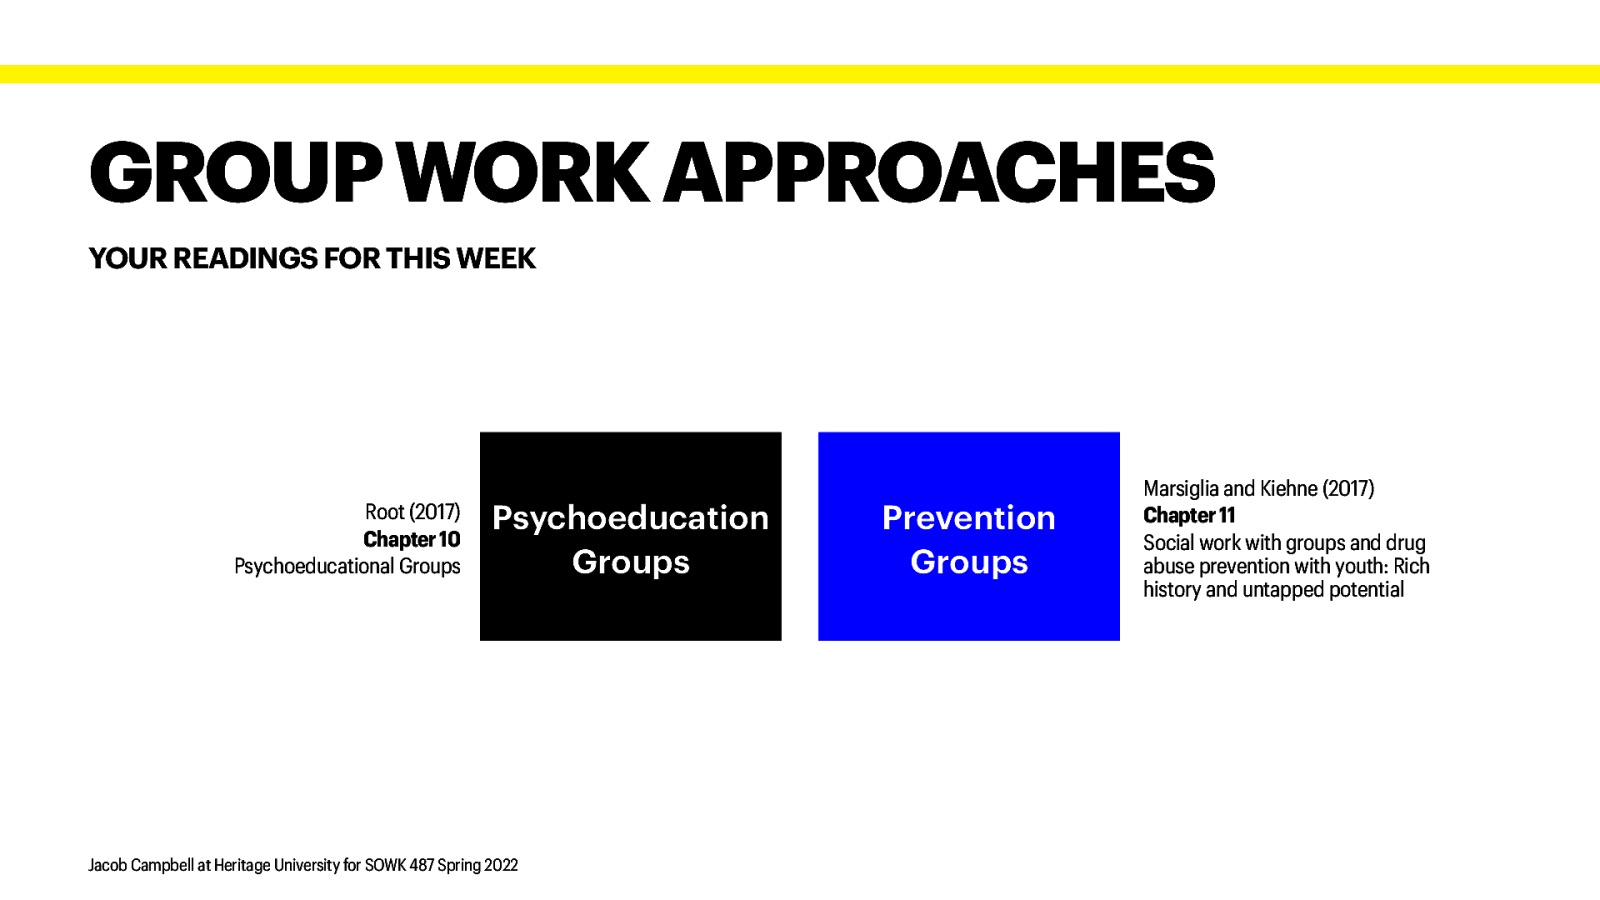 GROUP WORK APPROACHES
YOUR READINGS FOR THIS WEEK
Root (2017)
Chapter 10
Psychoeducational Groups
Psychoeducation
Groups
Prevention
Groups
Marsiglia and Kiehne (2017)
Chapter 11
Social work with groups and drug
abuse prevention with youth: Rich
history and untapped potential
Jacob Campbell at Heritage University for SOWK 487 Spring 2022